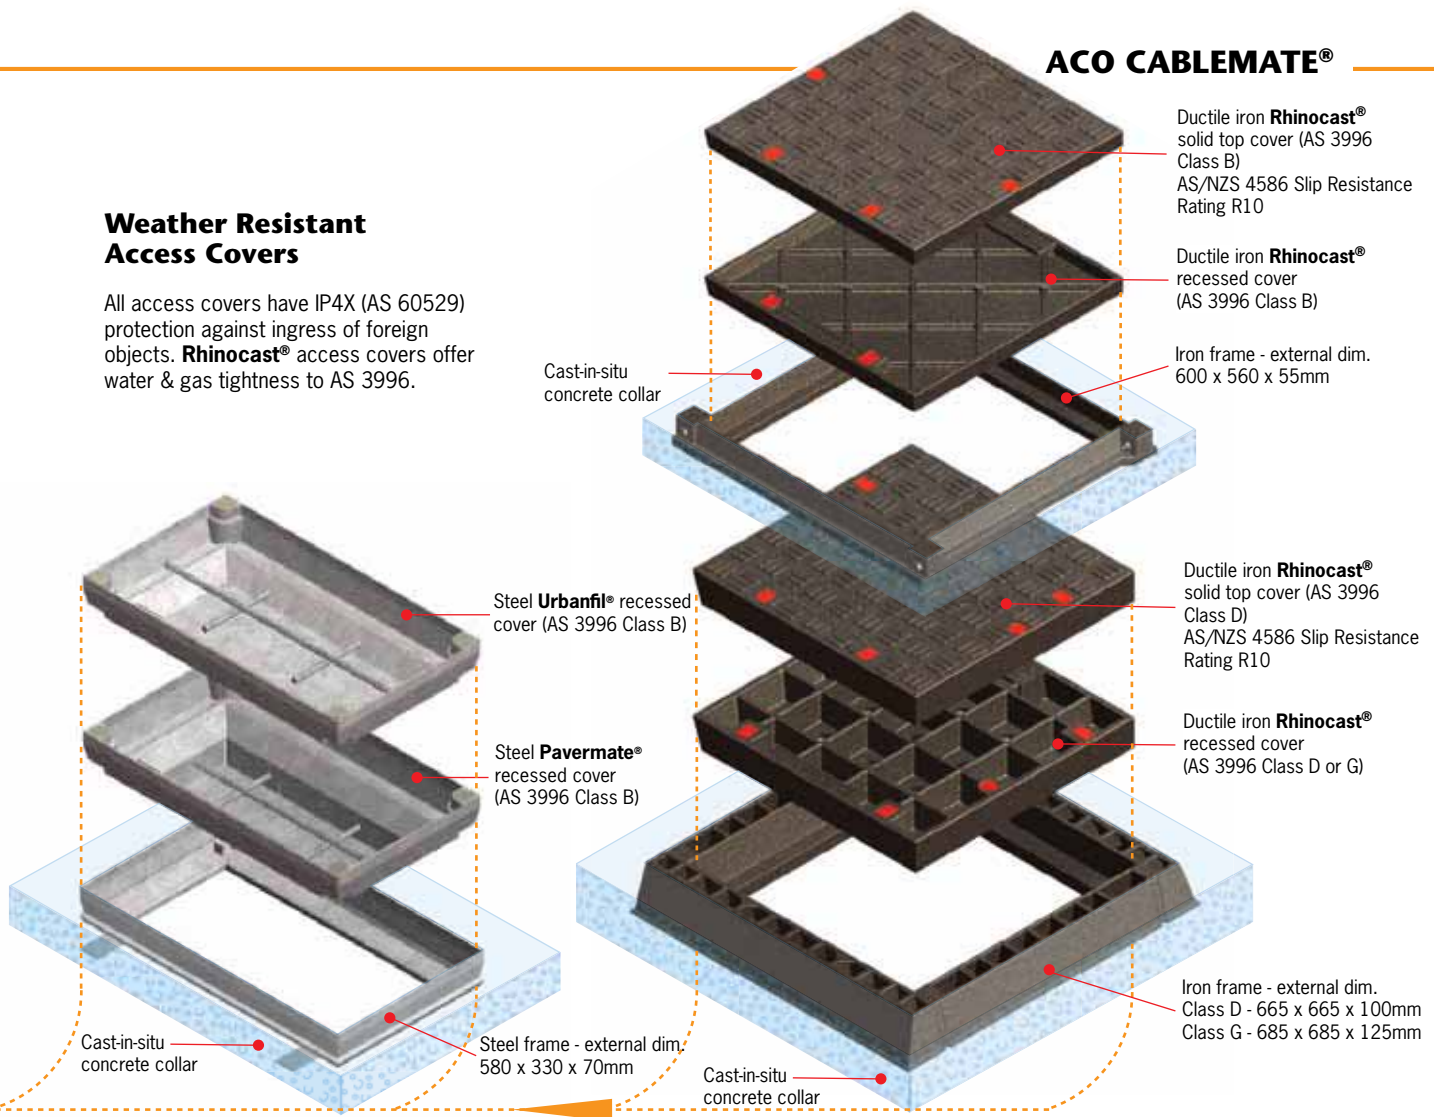 ACO CABLEMATE®
Weather Resistant
Access Covers
All access covers have IP4X (AS 60529)
protection against ingress of foreign
objects. Rhinocast® access covers offer
water & gas tightness to AS 3996.
Ductile iron Rhinocast®
solid top cover (AS 3996
Class B)
AS/NZS 4586 Slip Resistance
Rating R10
Ductile iron Rhinocast®
recessed cover
(AS 3996 Class B)
Iron frame - external dim.
600 x 560 x 55mm
Cast-in-situ
concrete collar
Steel Urbanfil® recessed
cover (AS 3996 Class B)
Steel Pavermate®
recessed cover
(AS 3996 Class B)
Ductile iron Rhinocast®
solid top cover (AS 3996
Class D)
AS/NZS 4586 Slip Resistance
Rating R10
Ductile iron Rhinocast®
recessed cover
(AS 3996 Class D or G)
Iron frame - external dim.
Class D - 665 x 665 x 100mm
Class G - 685 x 685 x 125mm
Cast-in-situ
concrete collar
Steel frame - external dim.
580 x 330 x 70mm
Cast-in-situ
concrete collar